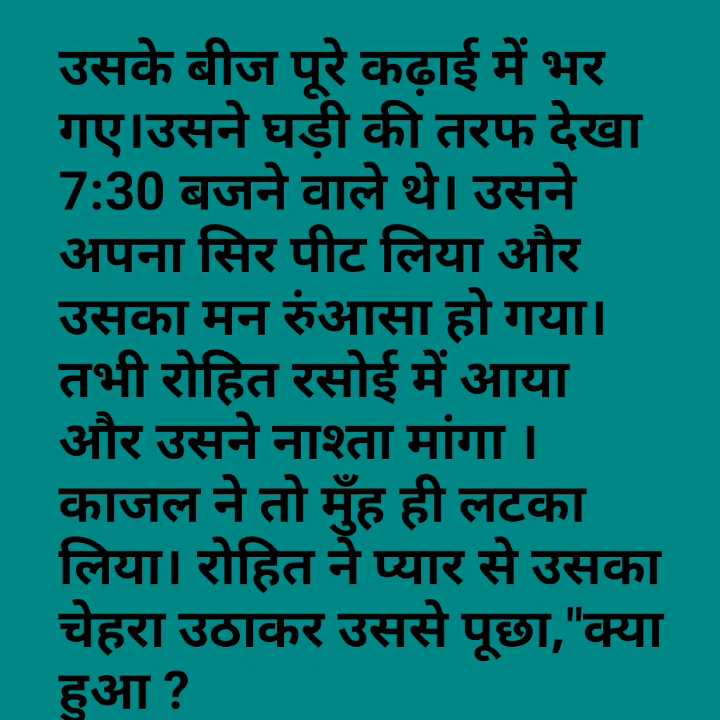 उसके बीज पूरे कढ़ाई में भर
गए।उसने घड़ी की तरफ देखा
7:30 बजने वाले थे। उसने
अपना सिर पीट लिया और
उसका मन रुंआसा हो गया।
तभी रोहित रसोई में आया
और उसने नाश्ता मांगा ।
काजल ने तो मुँह ही लटका
लिया। रोहित ने प्यार से उसका
चेहरा उठाकर उससे पूछा,"क्या
हुआ ?